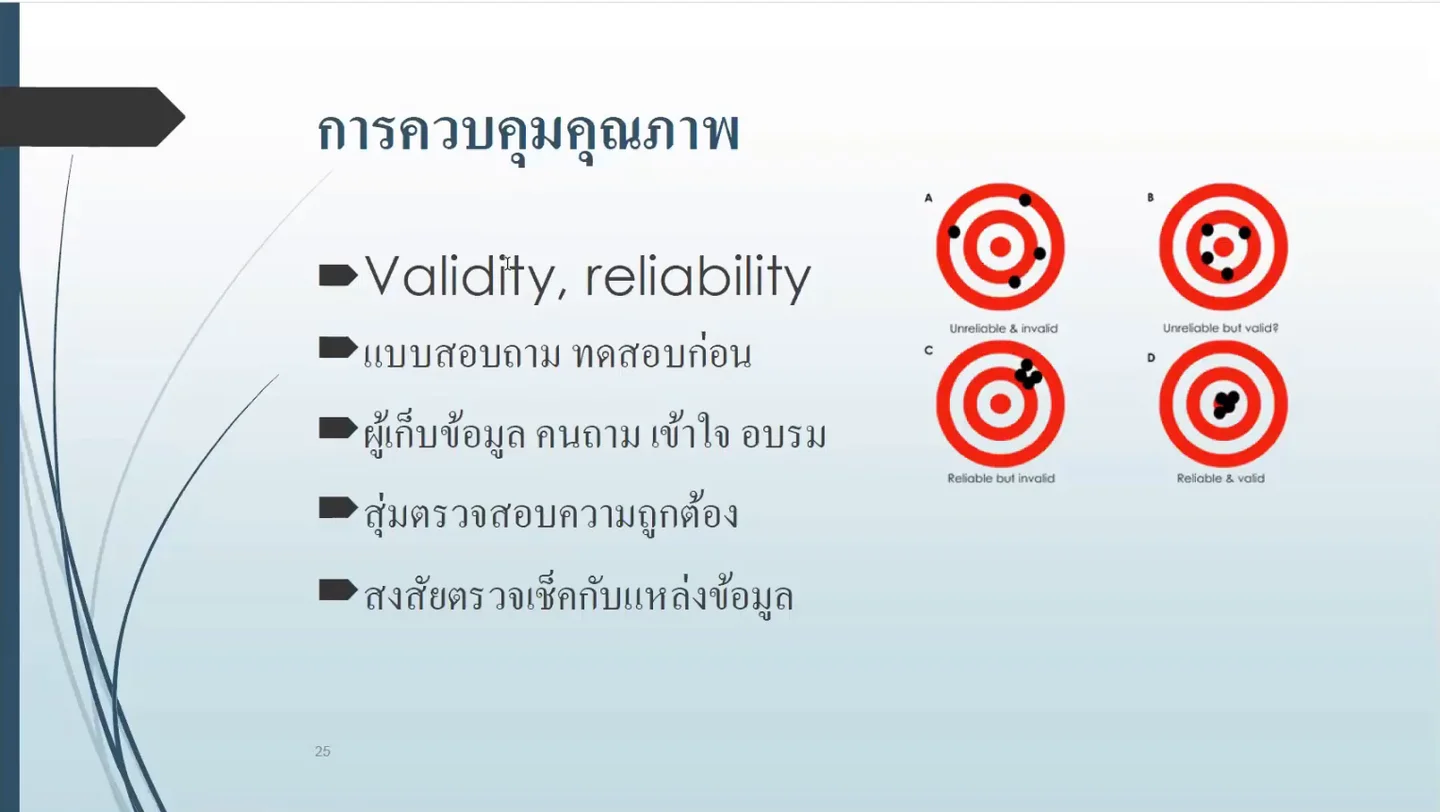 การควบคุมคุณภาพ
Validity, reliability
แบบสอบถาม ทดสอบก่อน
ผู้เก็บข้อมูล คนถาม เข้าใจ อบรม
สุ่มตรวจสอบความถูกต้อง
สงสัยตรวจเช็คกับแหล่งข้อมูล
A
B
Unreliable & invalid
Unreliable but valid?
C
D
Reliable but invalid
Reliable & valid
25